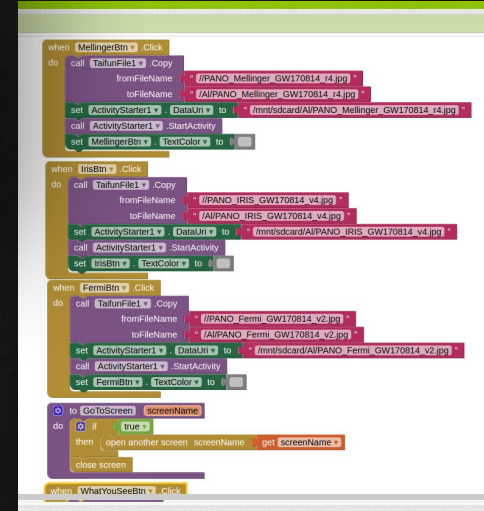 when MellingerBtn .Click
do call TaifunFile1 .Copy
fromFileName " //PANO_Mellinger_GW170814_r4.jpg "
toFileName " /AI/PANO_Mellinger_GW170814_r4.jpg "
set ActivityStarter1 . DataUri to " /mnt/sdcard/AI/PANO_Mellinger_GW170814_r4.jpg "
call ActivityStarter1 .StartActivity
set MellingerBtn . TextColor to
when IrisBtn .Click
do call TaifunFile1 .Copy
fromFileName " //PANO_IRIS_GW170814_v4.jpg "
toFileName " /AI/PANO_IRIS_GW170814_v4.jpg "
set ActivityStarter1 . DataUri to " /mnt/sdcard/AI/PANO_IRIS_GW170814_v4.jpg "
call ActivityStarter1 .StartActivity
set IrisBtn . TextColor to
when FermiBtn .Click
do call TaifunFile1 .Copy
fromFileName " //PANO_Fermi_GW170814_v2.jpg "
toFileName " /AI/PANO_Fermi_GW170814_v2.jpg "
set ActivityStarter1 . DataUri to " /mnt/sdcard/AI/PANO_Fermi_GW170814_v2.jpg "
call ActivityStarter1 .StartActivity
set FermiBtn . TextColor to
to GoToScreen screenName
do if true
then open another screen screenName get screenName
close screen
when WhatYouSeeBtn .Click